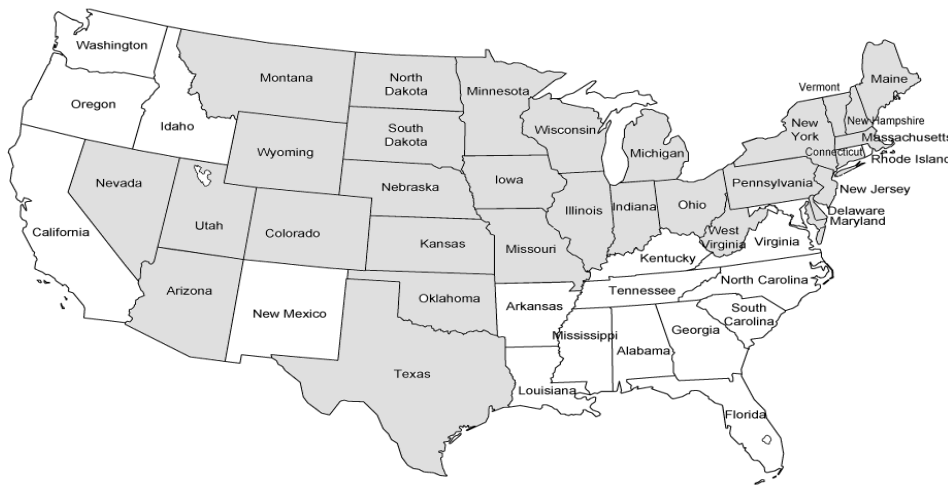 Washington
Oregon
Idaho
Montana
North
Dakota
South
Dakota
Minnesota
Wisconsin
Michigan
Wyoming
Nebraska
Iowa
Nevada
Utah
Colorado
Kansas
Missouri
Illinois
Indiana
Ohio
California
Arizona
New Mexico
Oklahoma
Texas
Arkansas
Louisiana
Mississippi
Alabama
Georgia
Florida
Tennessee
Kentucky
West
Virginia
Virginia
North Carolina
South
Carolina
Pennsylvania
New
York
Vermont
Maine
New Hampshire
Massachusetts
Connecticut
Rhode Island
New Jersey
Delaware
Maryland